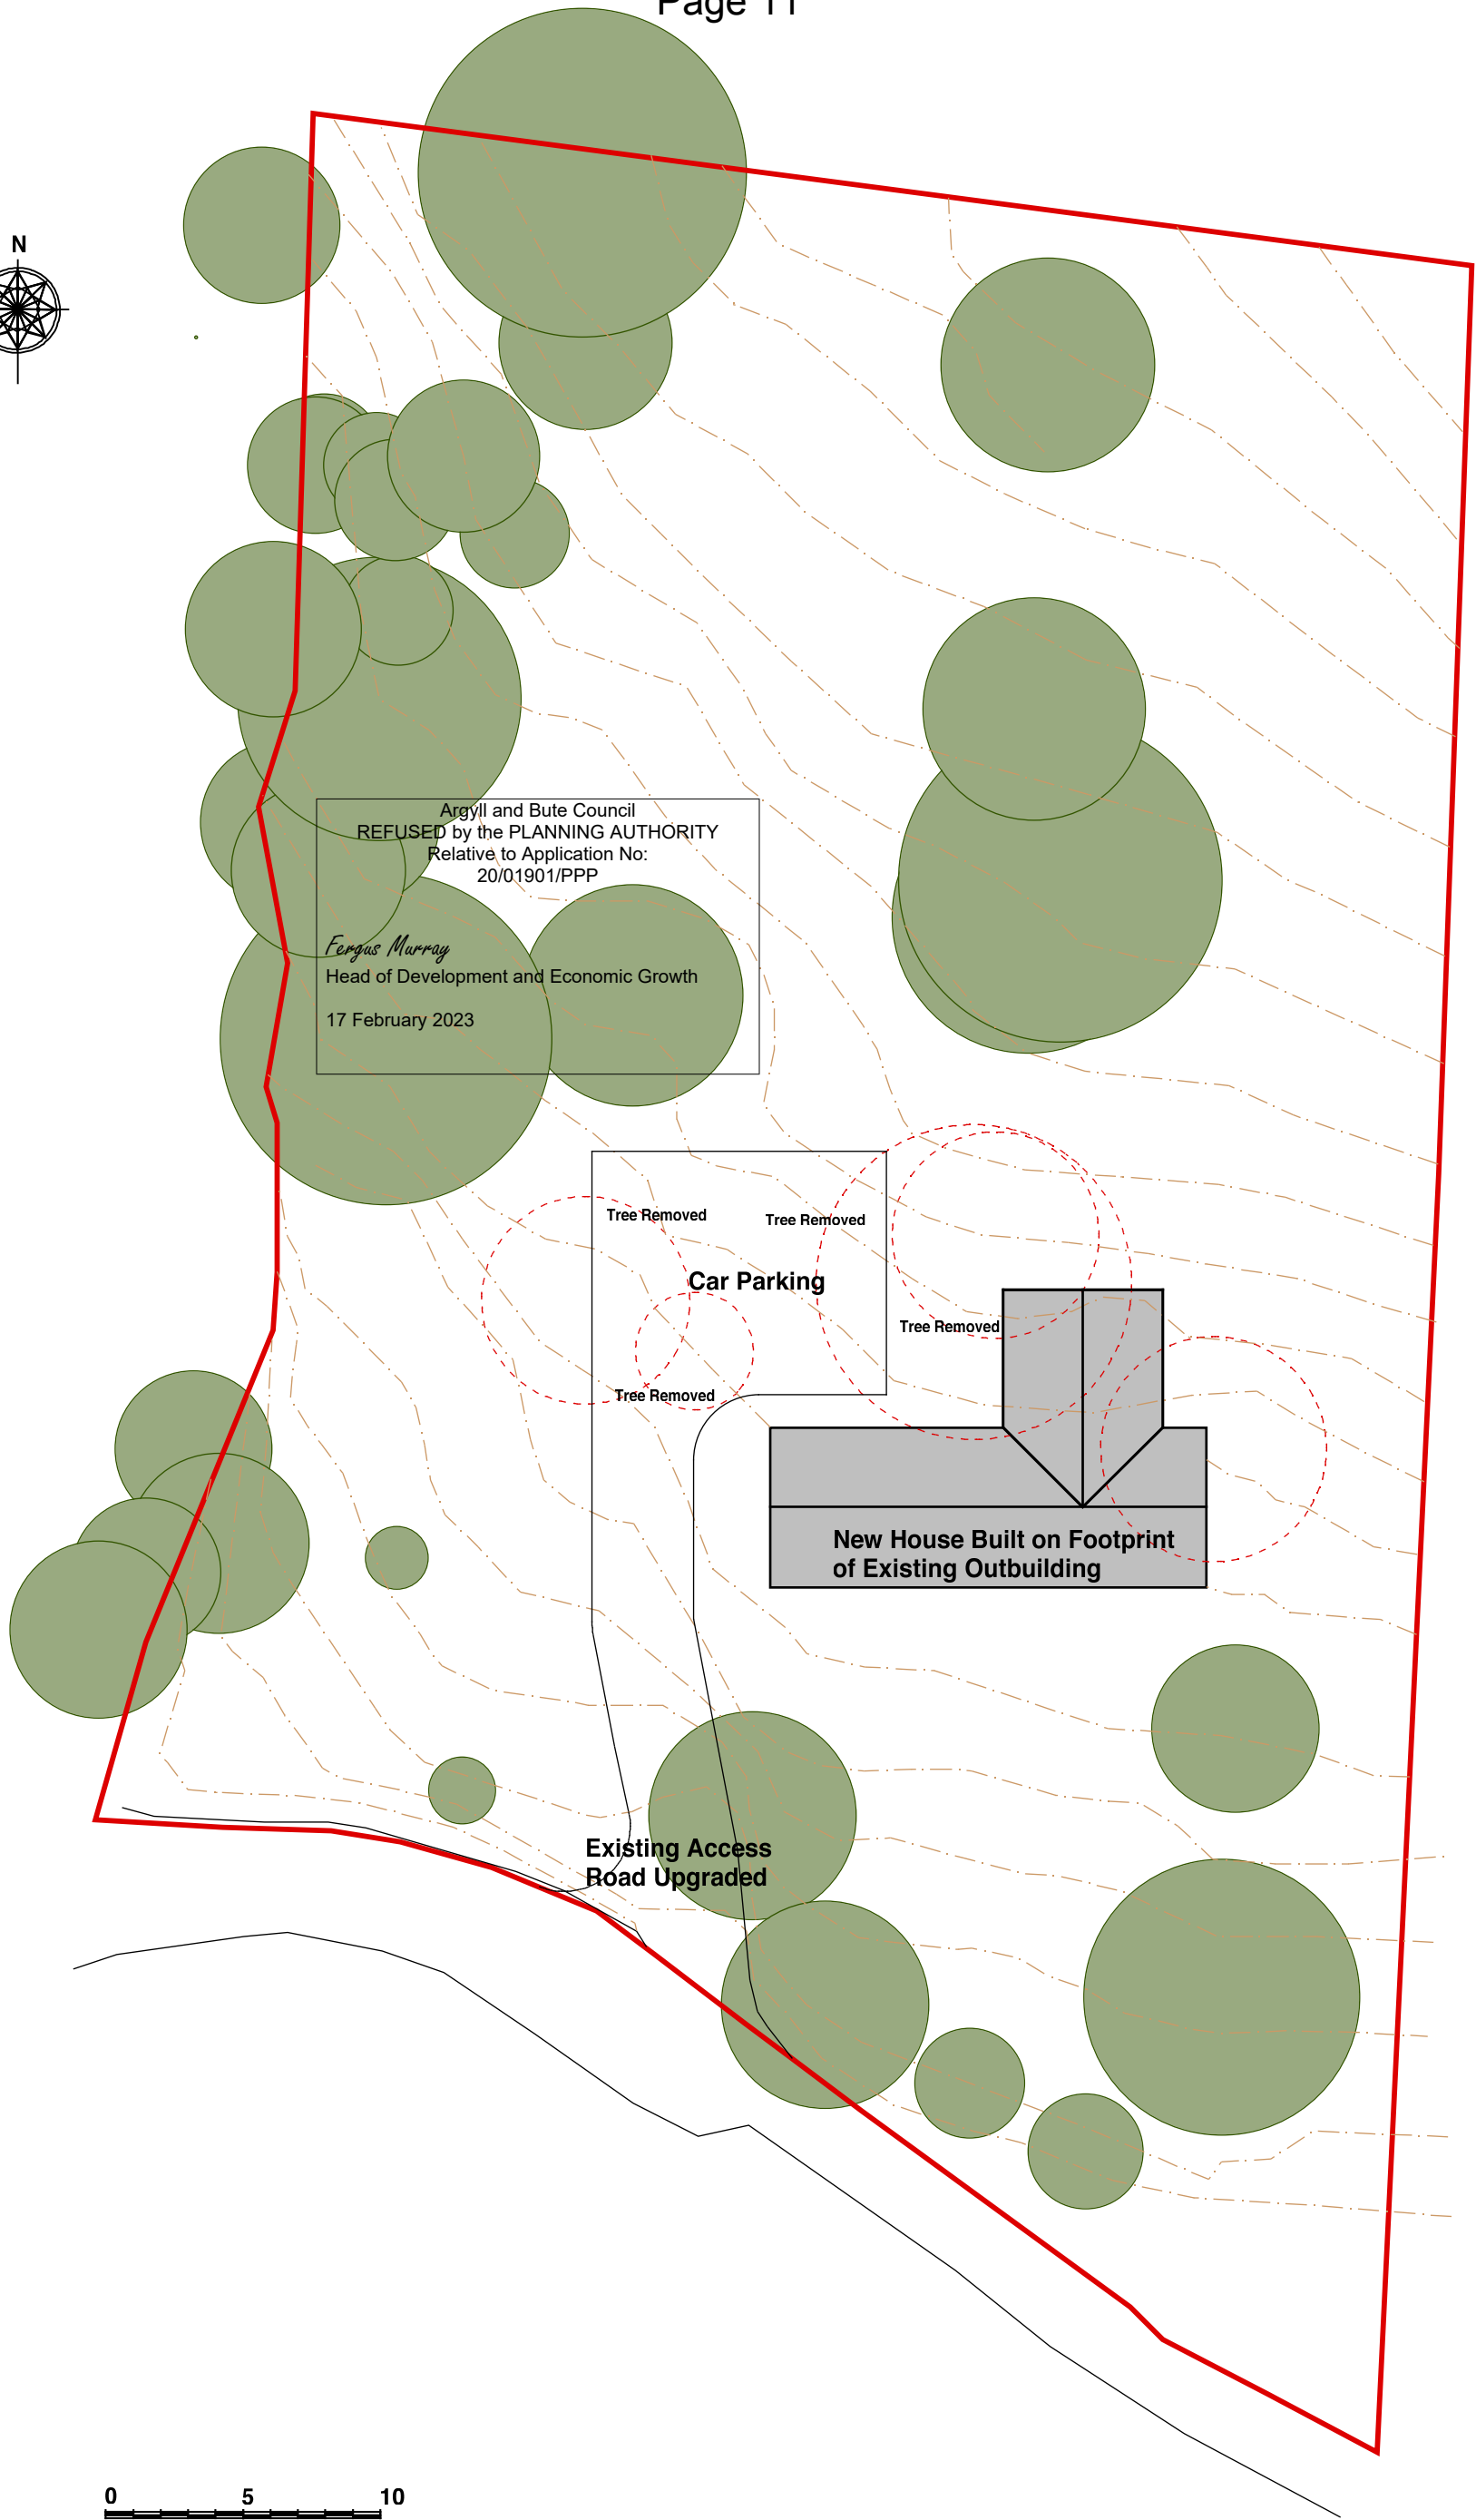 Page 11
N
Argyll and Bute Council
REFUSED by the PLANNING AUTHORITY
Relative to Application No:
20/01901/PPP
Fergus Murray
Head of Development and Economic Growth
17 February 2023
Tree Removed
Tree Removed
Car Parking
Tree Removed
Tree Removed
New House Built on Footprint
of Existing Outbuilding
Existing Access
Road Upgraded
0 5 10